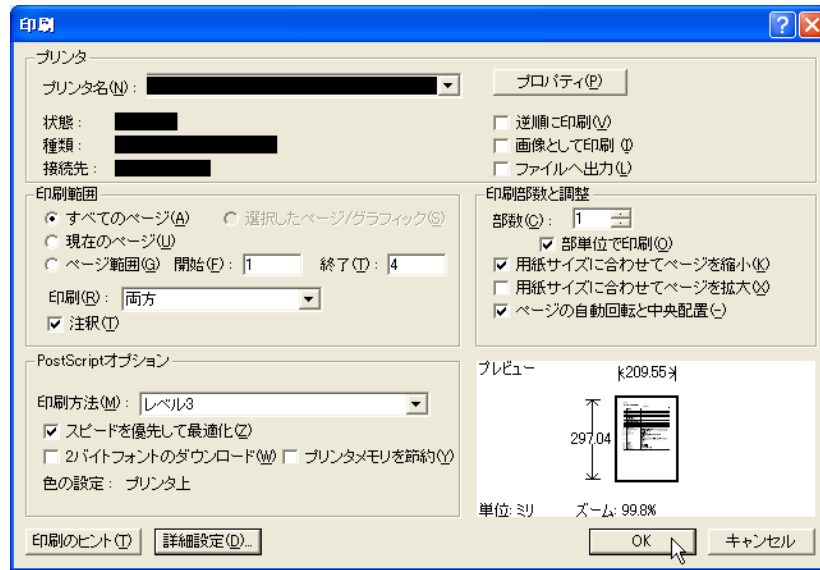 印刷
プリンタ
プリンタ名(N): プロパティ(P)
状態: 逆順に印刷(V)
種類: 画像として印刷 (I)
接続先: ファイルへ出力(L)
印刷範囲
すべてのページ(A) 選択したページ/グラフィック(S)
現在のページ(U)
ページ範囲(G) 開始(F): 1 終了(T): 4
印刷(R): 両方
注釈(T)
印刷部数と調整
部数(C): 1
部単位で印刷(O)
用紙サイズに合わせてページを縮小(K)
用紙サイズに合わせてページを拡大(X)
ページの自動回転と中央配置(-)
PostScriptオプション
印刷方法(M): レベル3
スピードを優先して最適化(Z)
2バイトフォントのダウンロード(W) プリンタメモリを節約(Y)
色の設定: プリンタ上
プレビュー
209.55
297.04
単位: ミリ ズーム: 99.8%
印刷のヒント(T) 詳細設定(D)... OK キャンセル